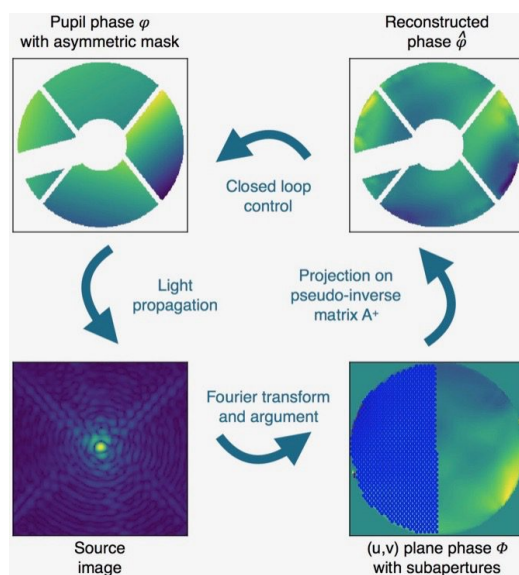 Pupil phase φ
with asymmetric mask
Reconstructed
phase φ̂
Closed loop
control
Light
propagation
Projection on
pseudo-inverse
matrix A⁺
Fourier transform
and argument
Source
image
(u,v) plane phase Φ
with subapertures